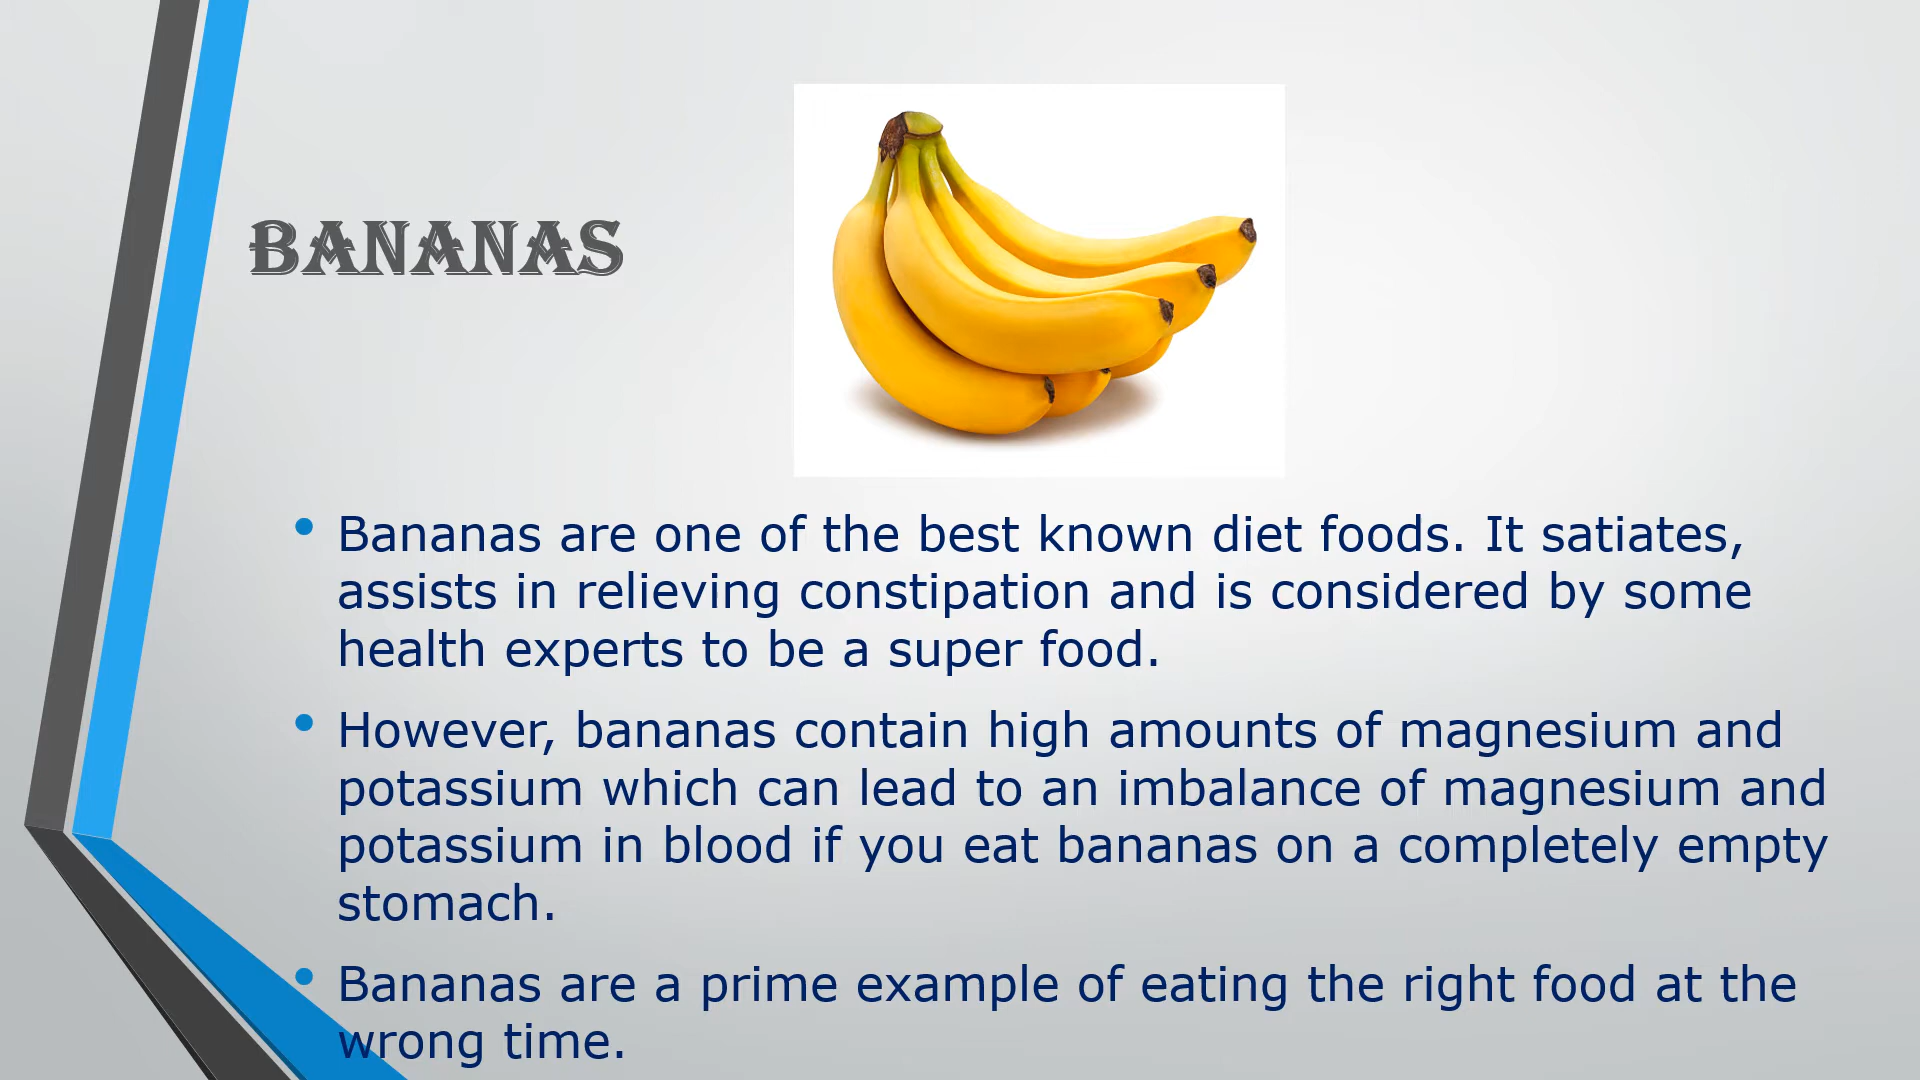 BANANAS
• Bananas are one of the best known diet foods. It satiates,
assists in relieving constipation and is considered by some
health experts to be a super food.
• However, bananas contain high amounts of magnesium and
potassium which can lead to an imbalance of magnesium and
potassium in blood if you eat bananas on a completely empty
stomach.
• Bananas are a prime example of eating the right food at the
wrong time.